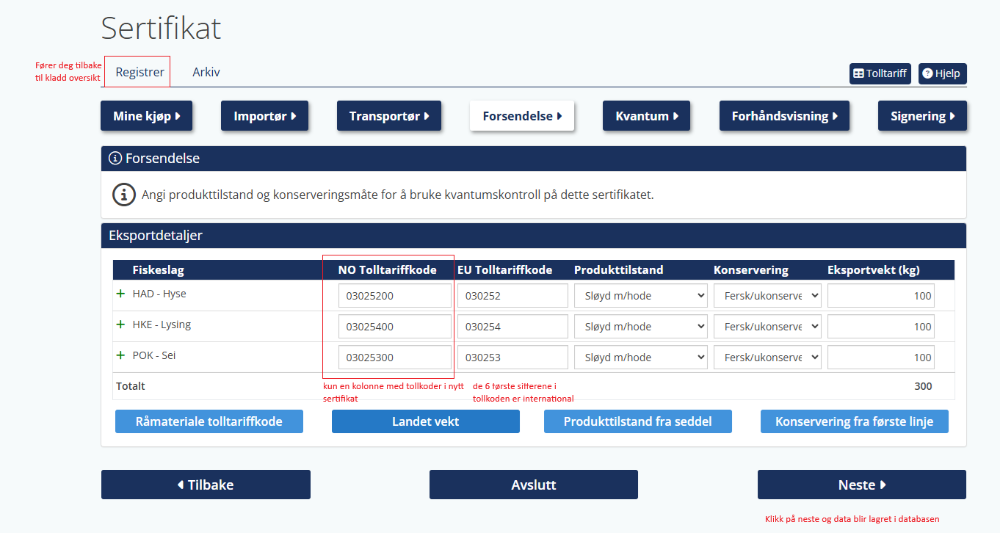 Sertifikat
Fører deg tilbake
til kladd oversikt
Registrer Arkiv
Tolltariff Hjelp
Mine kjøp Importør Transportør Forsendelse Kvantum Forhåndsvisning Signering
Forsendelse
Angi produkttilstand og konserveringsmåte for å bruke kvantumskontroll på dette sertifikatet.
Eksportdetaljer
Fiskeslag NO Tolltariffkode EU Tolltariffkode Produkttilstand Konservering Eksportvekt (kg)
+ HAD - Hyse 03025200 030252 Sløyd m/hode Fersk/ukonserve 100
+ HKE - Lysing 03025400 030254 Sløyd m/hode Fersk/ukonserve 100
+ POK - Sei 03025300 030253 Sløyd m/hode Fersk/ukonserve 100
Totalt 300
kun en kolonne med tollkoder i nytt
sertifikat
de 6 første sifferene i
tollkoden er international
Råmateriale tolltariffkode Landet vekt Produkttilstand fra seddel Konservering fra første linje
Tilbake Avslutt Neste
Klikk på neste og data blir lagret i databasen